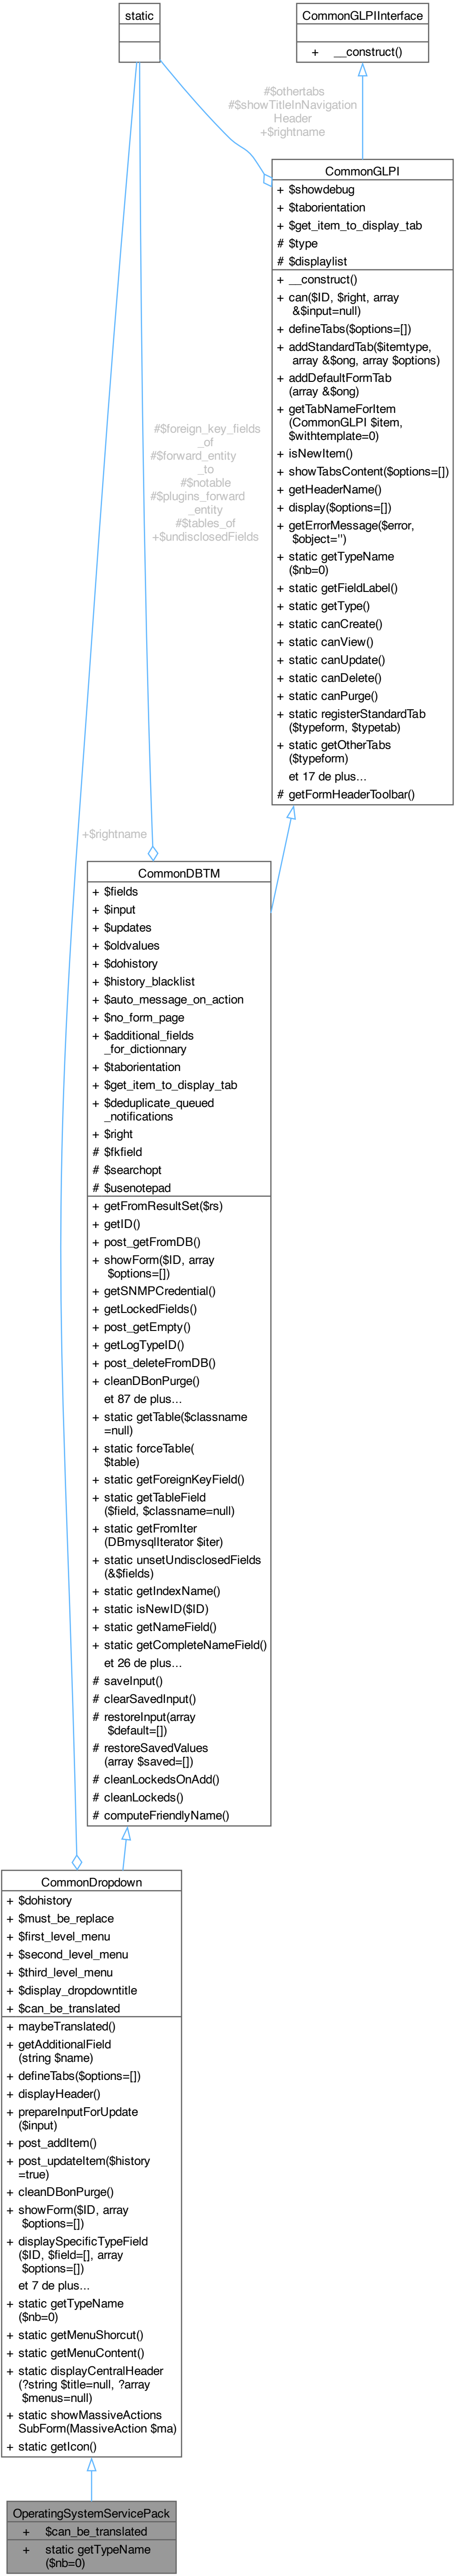 static
CommonGLPIInterface
+ __construct()
#$othertabs
#$showTitleInNavigation
Header
+$rightname
CommonGLPI
+ $showdebug
+ $taborientation
+ $get_item_to_display_tab
# $type
# $displaylist
+ __construct()
+ can($ID, $right, array
&$input=null)
+ defineTabs($options=[])
+ addStandardTab($itemtype,
array &$ong, array $options)
+ addDefaultFormTab
(array &$ong)
+ getTabNameForItem
(CommonGLPI $item,
$withtemplate=0)
+ isNewItem()
+ showTabsContent($options=[])
+ getHeaderName()
+ display($options=[])
+ getErrorMessage($error,
$object='')
+ static getTypeName
($nb=0)
+ static getFieldLabel()
+ static getType()
+ static canCreate()
+ static canView()
+ static canUpdate()
+ static canDelete()
+ static canPurge()
+ static registerStandardTab
($typeform, $typetab)
+ static getOtherTabs
($typeform)
et 17 de plus...
# getFormHeaderToolbar()
#$foreign_key_fields
_of
#$forward_entity
_to
#$notable
#$plugins_forward
_entity
#$tables_of
+$undisclosedFields
+$rightname
CommonDBTM
+ $fields
+ $input
+ $updates
+ $oldvalues
+ $dohistory
+ $history_blacklist
+ $auto_message_on_action
+ $no_form_page
+ $additional_fields
_for_dictionnary
+ $taborientation
+ $get_item_to_display_tab
+ $deduplicate_queued
_notifications
+ $right
# $fkfield
# $searchopt
# $usenotepad
+ getFromResultSet($rs)
+ getID()
+ post_getFromDB()
+ showForm($ID, array
$options=[])
+ getSNMPCredential()
+ getLockedFields()
+ post_getEmpty()
+ getLogTypeID()
+ post_deleteFromDB()
+ cleanDBonPurge()
et 87 de plus...
+ static getTable($classname
=null)
+ static forceTable(
$table)
+ static getForeignKeyField()
+ static getTableField
($field, $classname=null)
+ static getFromIter
(DBmysqlIterator $iter)
+ static unsetUndisclosedFields
(&$fields)
+ static getIndexName()
+ static isNewID($ID)
+ static getNameField()
+ static getCompleteNameField()
et 26 de plus...
# saveInput()
# clearSavedInput()
# restoreInput(array
$default=[])
# restoreSavedValues
(array $saved=[])
# cleanLockedsOnAdd()
# cleanLockeds()
# computeFriendlyName()
CommonDropdown
+ $dohistory
+ $must_be_replace
+ $first_level_menu
+ $second_level_menu
+ $third_level_menu
+ $display_dropdowntitle
+ $can_be_translated
+ maybeTranslated()
+ getAdditionalField
(string $name)
+ defineTabs($options=[])
+ displayHeader()
+ prepareInputForUpdate
($input)
+ post_addItem()
+ post_updateItem($history
=true)
+ cleanDBonPurge()
+ showForm($ID, array
$options=[])
+ displaySpecificTypeField
($ID, $field=[], array
$options=[])
et 7 de plus...
+ static getTypeName
($nb=0)
+ static getMenuShorcut()
+ static getMenuContent()
+ static displayCentralHeader
(?string $title=null, ?array
$menus=null)
+ static showMassiveActions
SubForm(MassiveAction $ma)
+ static getIcon()
OperatingSystemServicePack
+ $can_be_translated
+ static getTypeName
($nb=0)